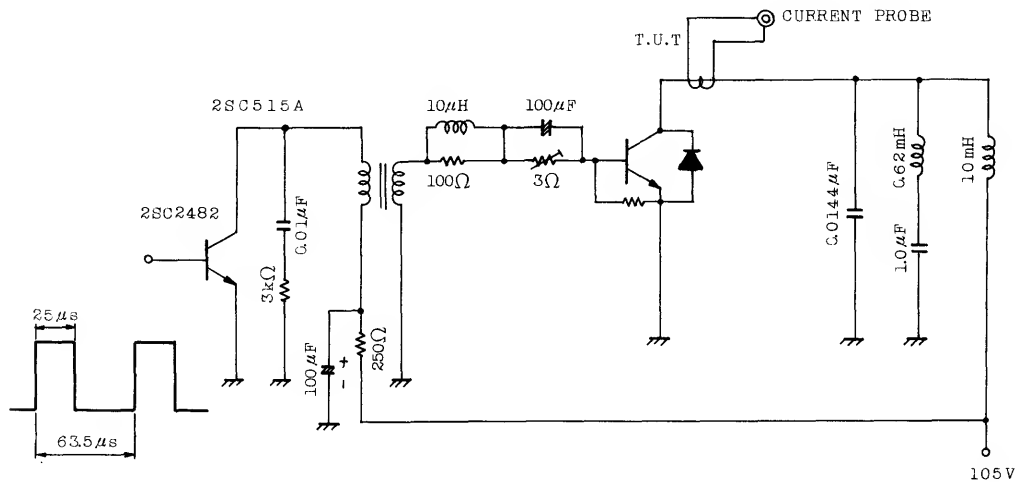 CURRENT PROBE
T.U.T
2SC515A
10μH
100μF
100Ω
3Ω
2SC2482
0.01μF
3kΩ
0.0144μF
0.62mH
1.0μF
10mH
25μs
63.5μs
100μF
+
-
250Ω
105V